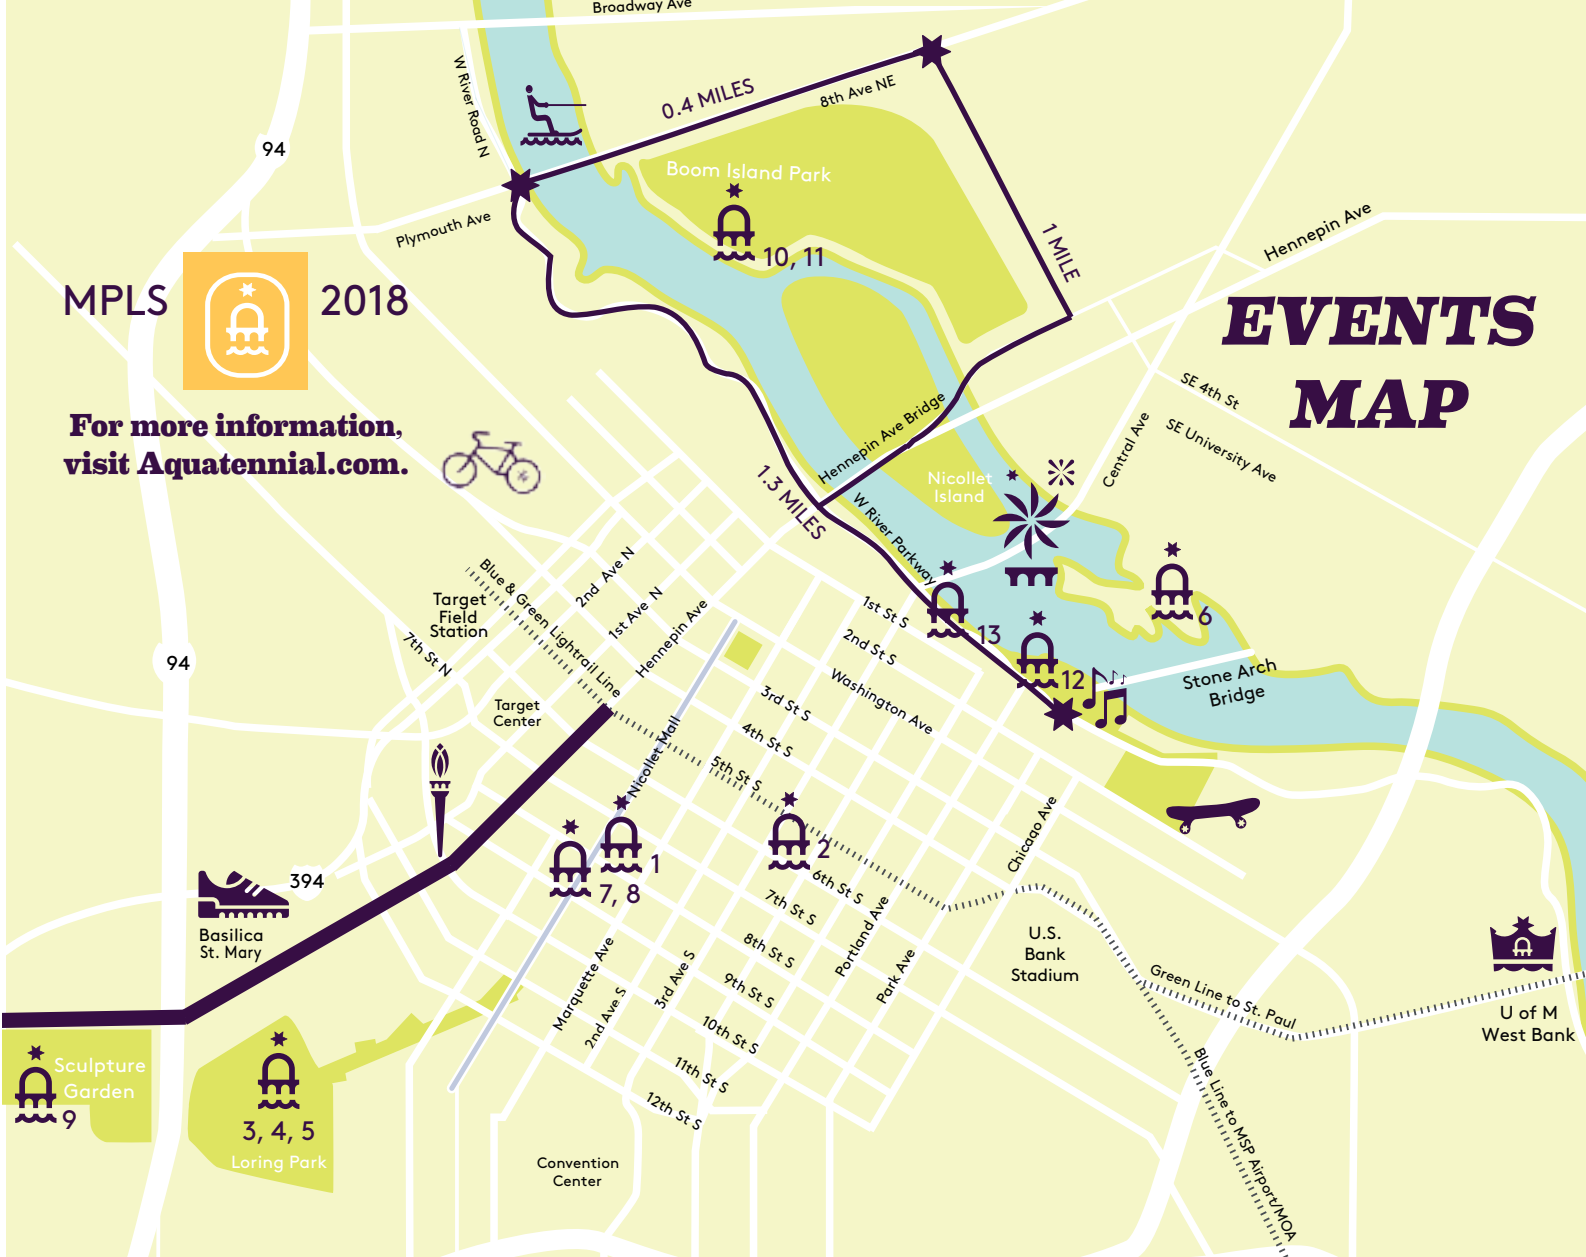 Broadway Ave
W River Road N
0.4 MILES
8th Ave NE
94
Boom Island Park
Plymouth Ave
10, 11
1 MILE
Hennepin Ave
MPLS
2018
EVENTS
MAP
For more information,
visit Aquatennial.com.
Hennepin Ave Bridge
SE 4th St
SE University Ave
Central Ave
Nicollet
Island
1.3 MILES
W River Parkway
2nd Ave N
1st Ave N
Hennepin Ave
Blue & Green Lightrail Line
Target
Field
Station
7th St N
1st St S
2nd St S
13
6
12
Stone Arch
Bridge
94
Washington Ave
3rd St S
4th St S
5th St S
Target
Center
Nicollet Mall
1
7, 8
2
6th St S
7th St S
8th St S
9th St S
10th St S
11th St S
12th St S
Chicago Ave
Portland Ave
Park Ave
Marquette Ave
2nd Ave S
3rd Ave S
394
Basilica
St. Mary
U.S.
Bank
Stadium
Green Line to St. Paul
U of M
West Bank
Blue Line to MSP Airport/MOA
Sculpture
Garden
9
3, 4, 5
Loring Park
Convention
Center